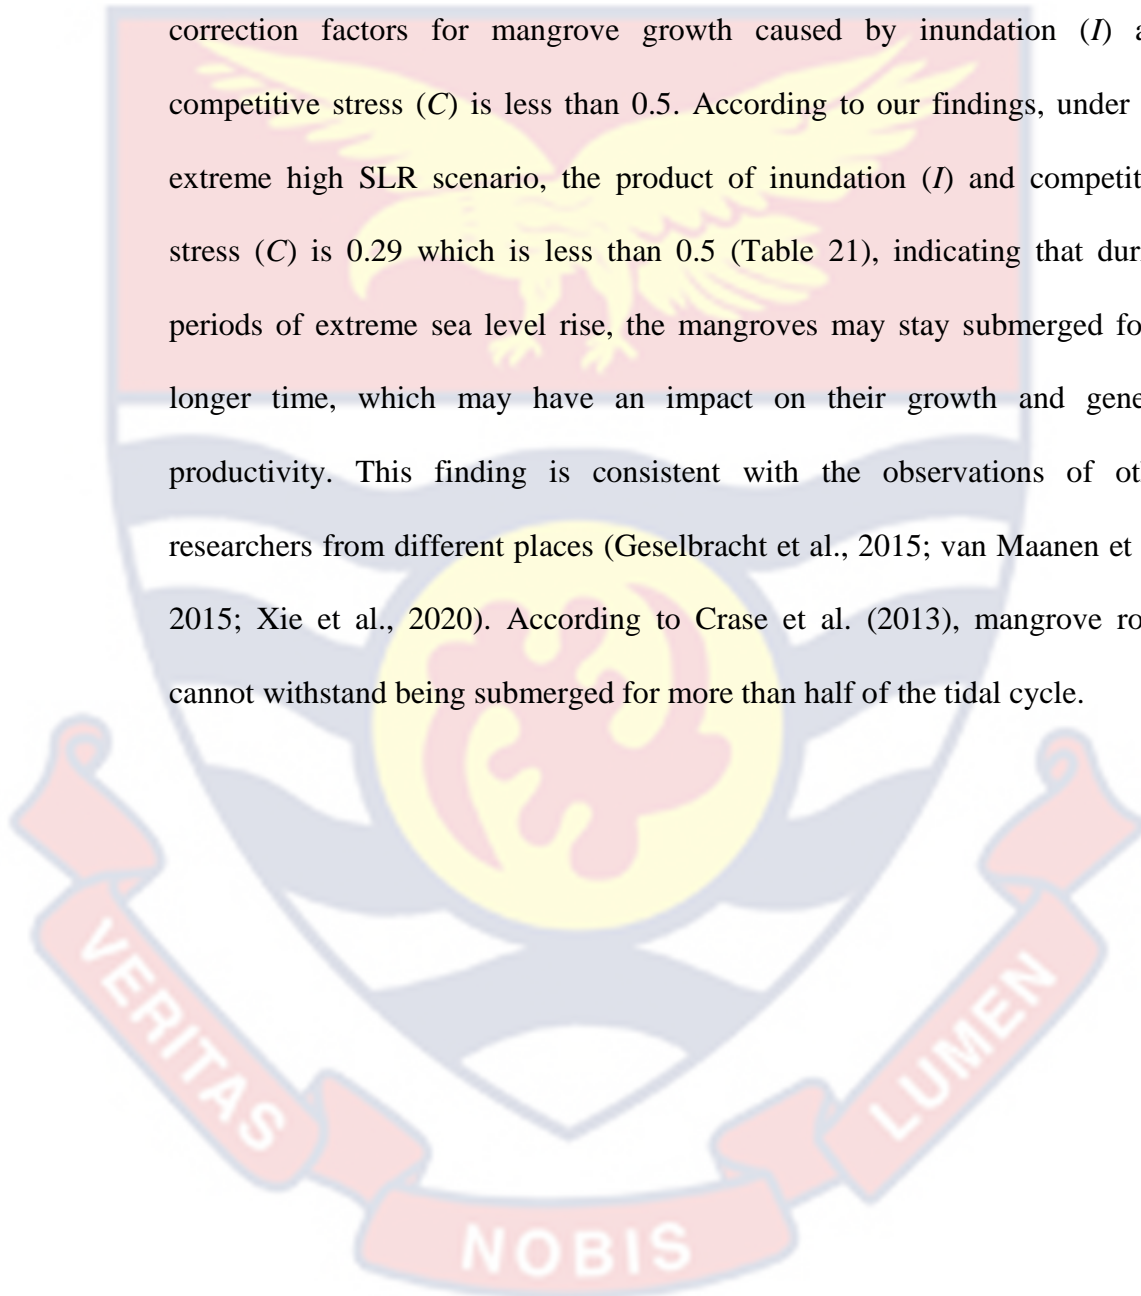 correction factors for mangrove growth caused by inundation (I) a
competitive stress (C) is less than 0.5. According to our findings, under
extreme high SLR scenario, the product of inundation (I) and competit
stress (C) is 0.29 which is less than 0.5 (Table 21), indicating that duri
periods of extreme sea level rise, the mangroves may stay submerged fo
longer time, which may have an impact on their growth and gene
productivity. This finding is consistent with the observations of ot
researchers from different places (Geselbracht et al., 2015; van Maanen et
2015; Xie et al., 2020). According to Crase et al. (2013), mangrove ro
cannot withstand being submerged for more than half of the tidal cycle.
VERITAS
NOBIS
LUMEN